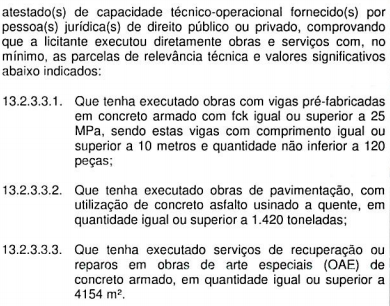 atestado(s) de capacidade técnico-operacional fornecido(s) por
pessoa(s) jurídica(s) de direito público ou privado, comprovando
que a licitante executou diretamente obras e serviços com, no
mínimo, as parcelas de relevância técnica e valores significativos
abaixo indicados:
13.2.3.3.1. Que tenha executado obras com vigas pré-fabricadas
em concreto armado com fck igual ou superior a 25
MPa, sendo estas vigas com comprimento igual ou
superior a 10 metros e quantidade não inferior a 120
peças;
13.2.3.3.2. Que tenha executado obras de pavimentação, com
utilização de concreto asfalto usinado a quente, em
quantidade igual ou superior a 1.420 toneladas;
13.2.3.3.3. Que tenha executado serviços de recuperação ou
reparos em obras de arte especiais (OAE) de
concreto armado, em quantidade igual ou superior a
4154 m².